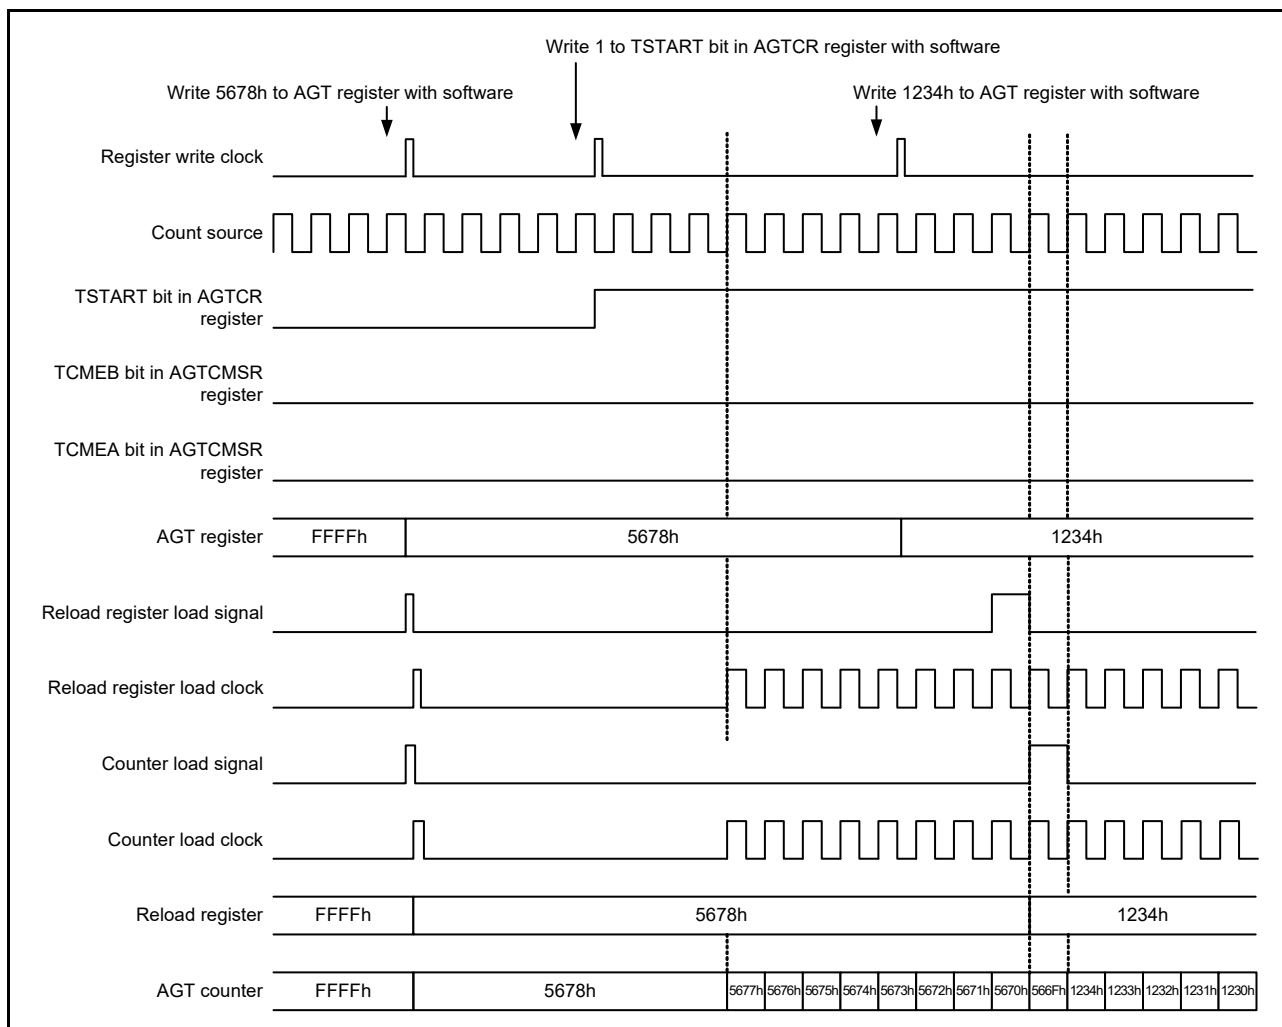 Write 1 to TSTART bit in AGTCR register with software
Write 5678h to AGT register with software
Write 1234h to AGT register with software
Register write clock
Count source
TSTART bit in AGTCR
register
TCMEB bit in AGTCMSR
register
TCMEA bit in AGTCMSR
register
AGT register FFFFh 5678h 1234h
Reload register load signal
Reload register load clock
Counter load signal
Counter load clock
Reload register FFFFh 5678h 1234h
AGT counter FFFFh 5678h 5677h 5676h 5675h 5674h 5673h 5672h 5671h 5670h 566Fh 1234h 1233h 1232h 1231h 1230h